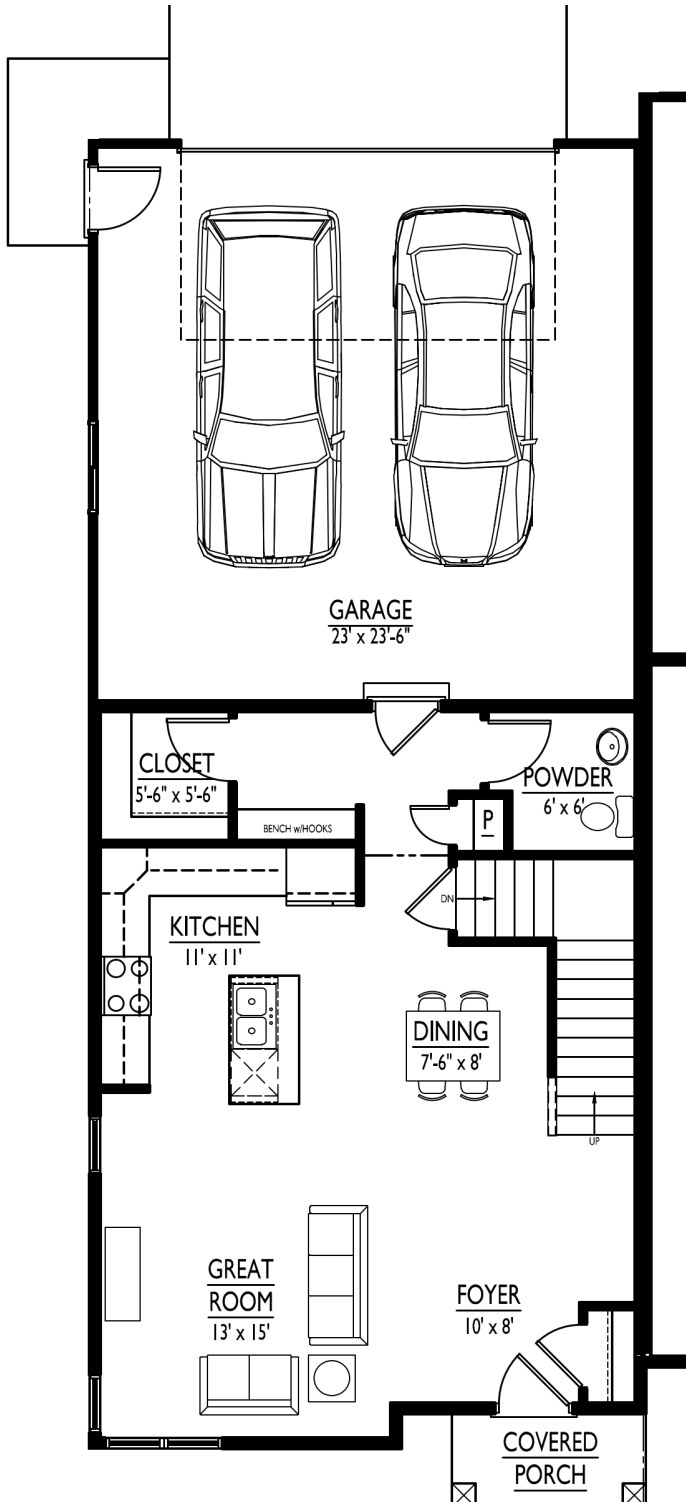 GARAGE
23' x 23'-6"
CLOSET
5'-6" x 5'-6"
POWDER
6' x 6'
BENCH w/HOOKS
P
DN
KITCHEN
11' x 11'
DINING
7'-6" x 8'
UP
GREAT
ROOM
13' x 15'
FOYER
10' x 8'
COVERED
PORCH